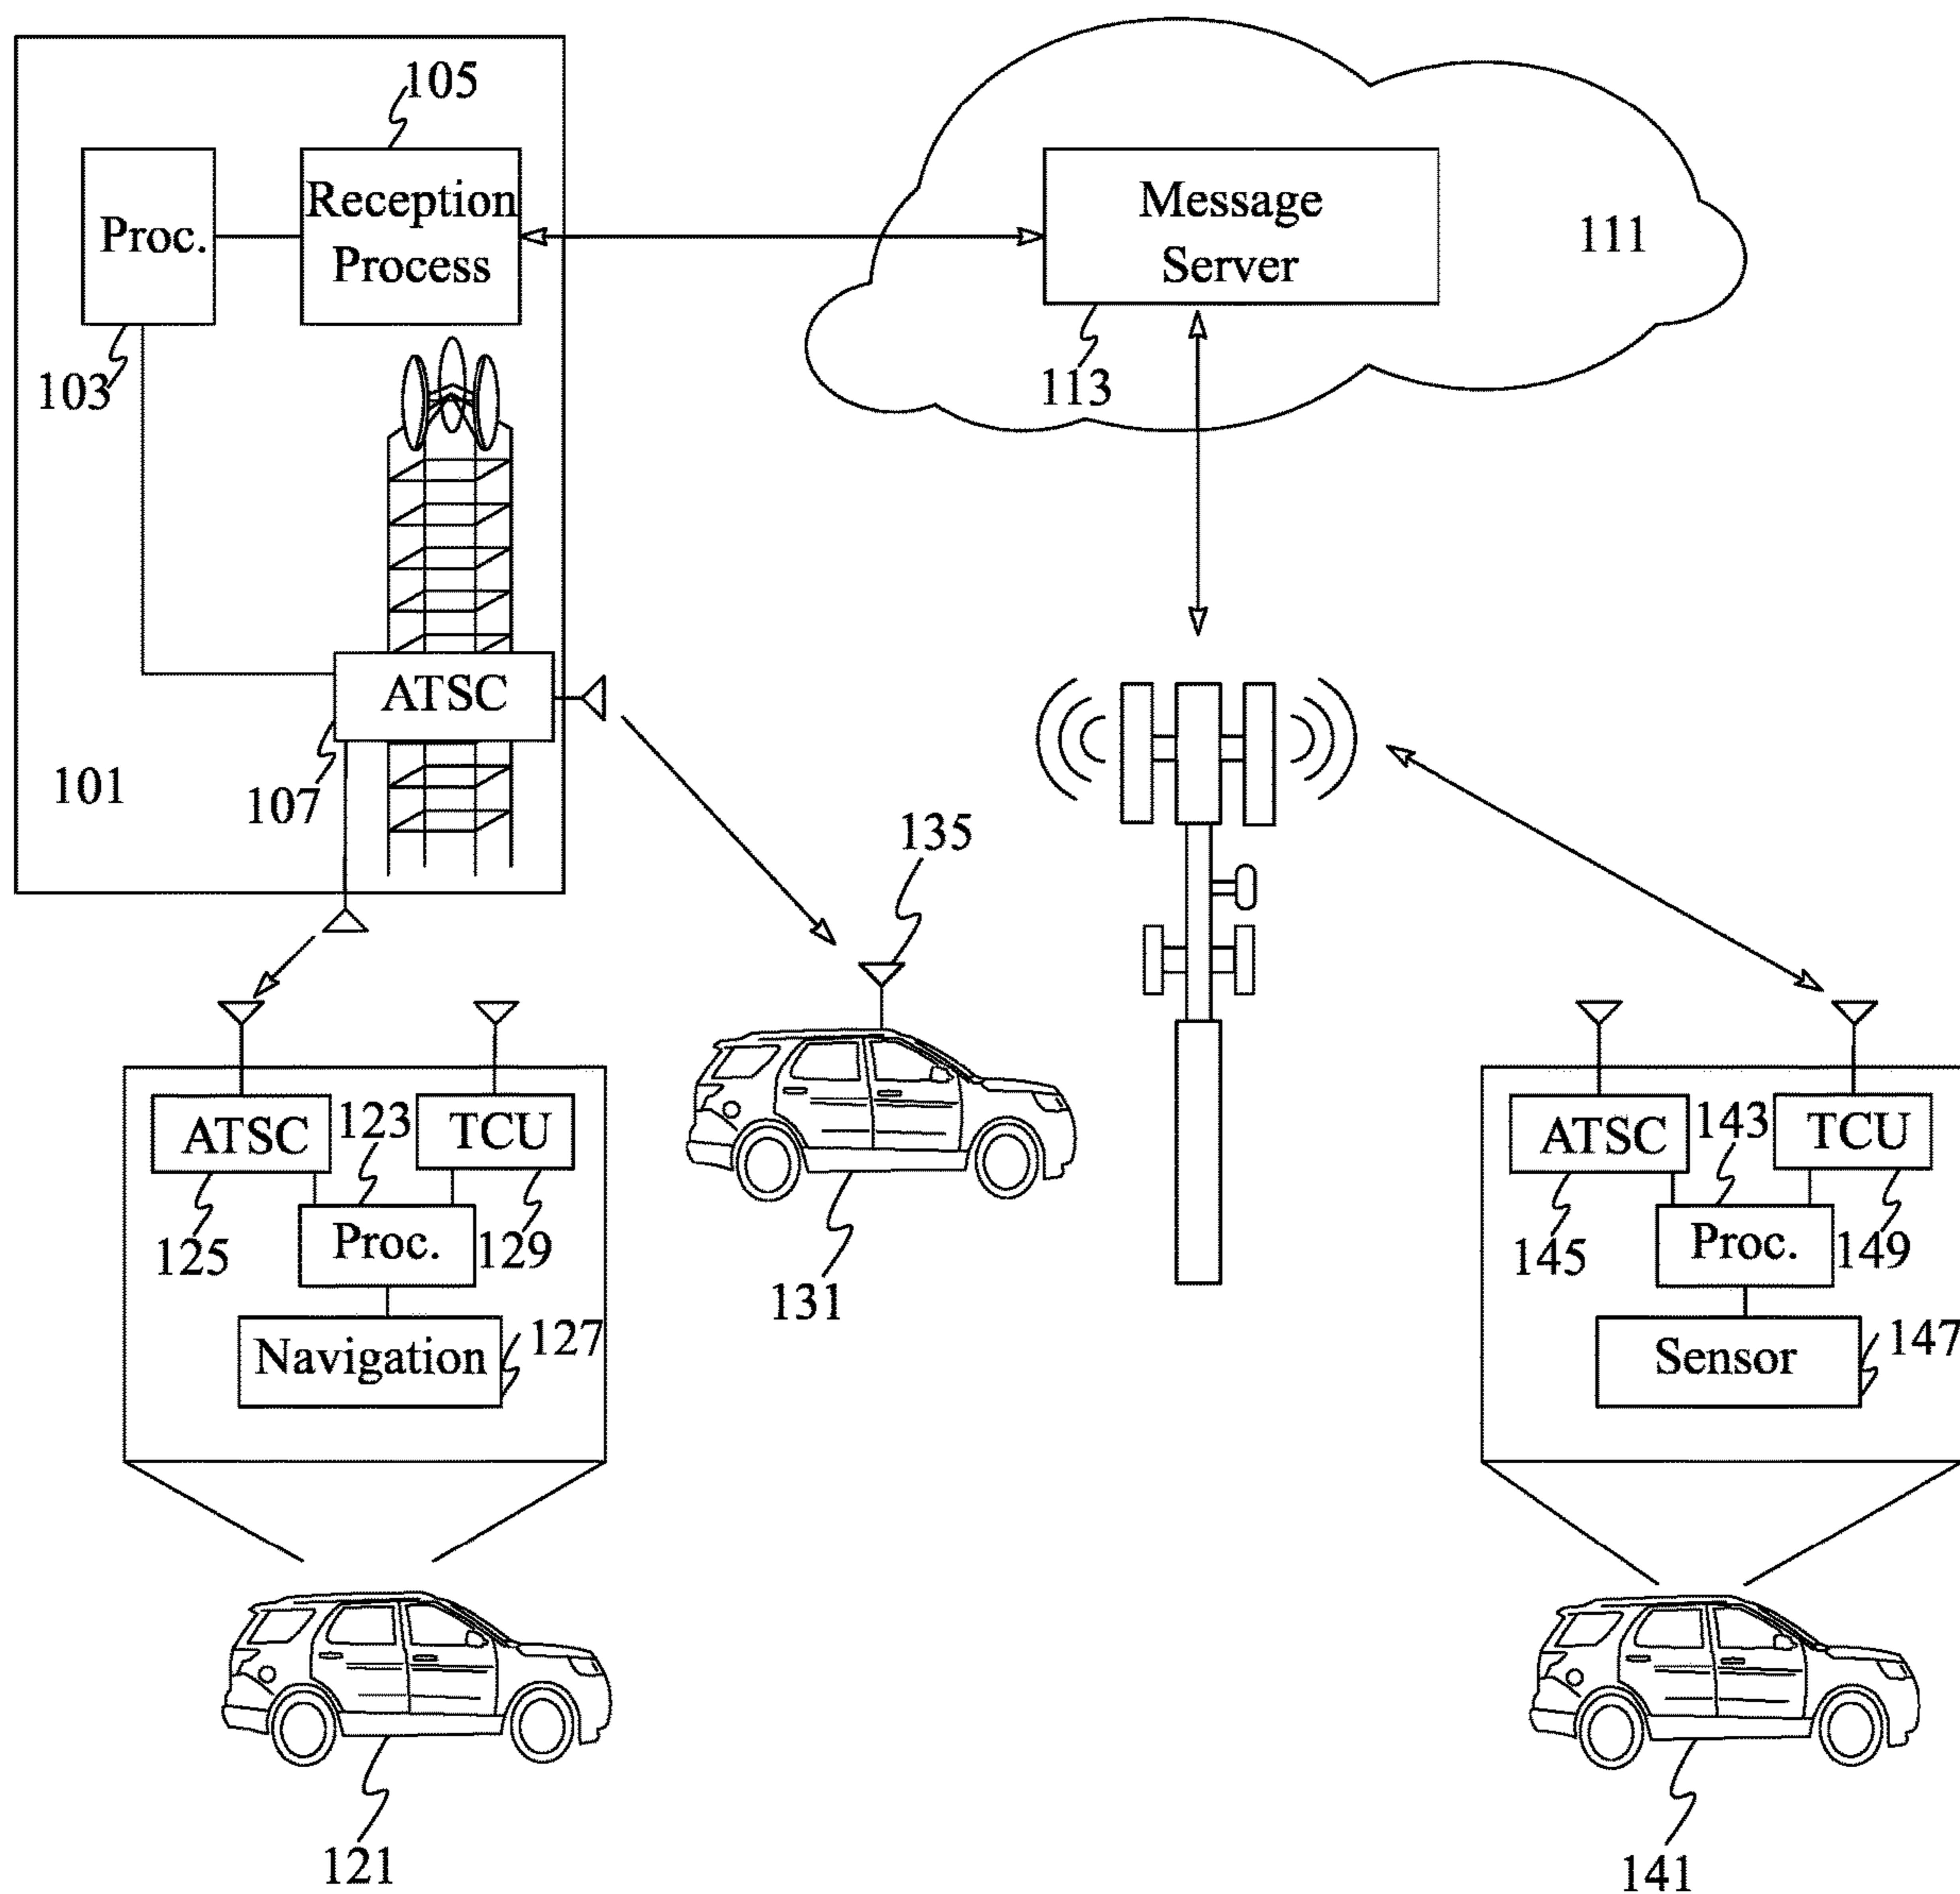 105
Proc.
Reception
Process
103
Message
Server
111
113
ATSC
101
107
135
ATSC
123
TCU
125
Proc.
129
Navigation
127
131
ATSC
143
TCU
145
Proc.
149
Sensor
147
121
141